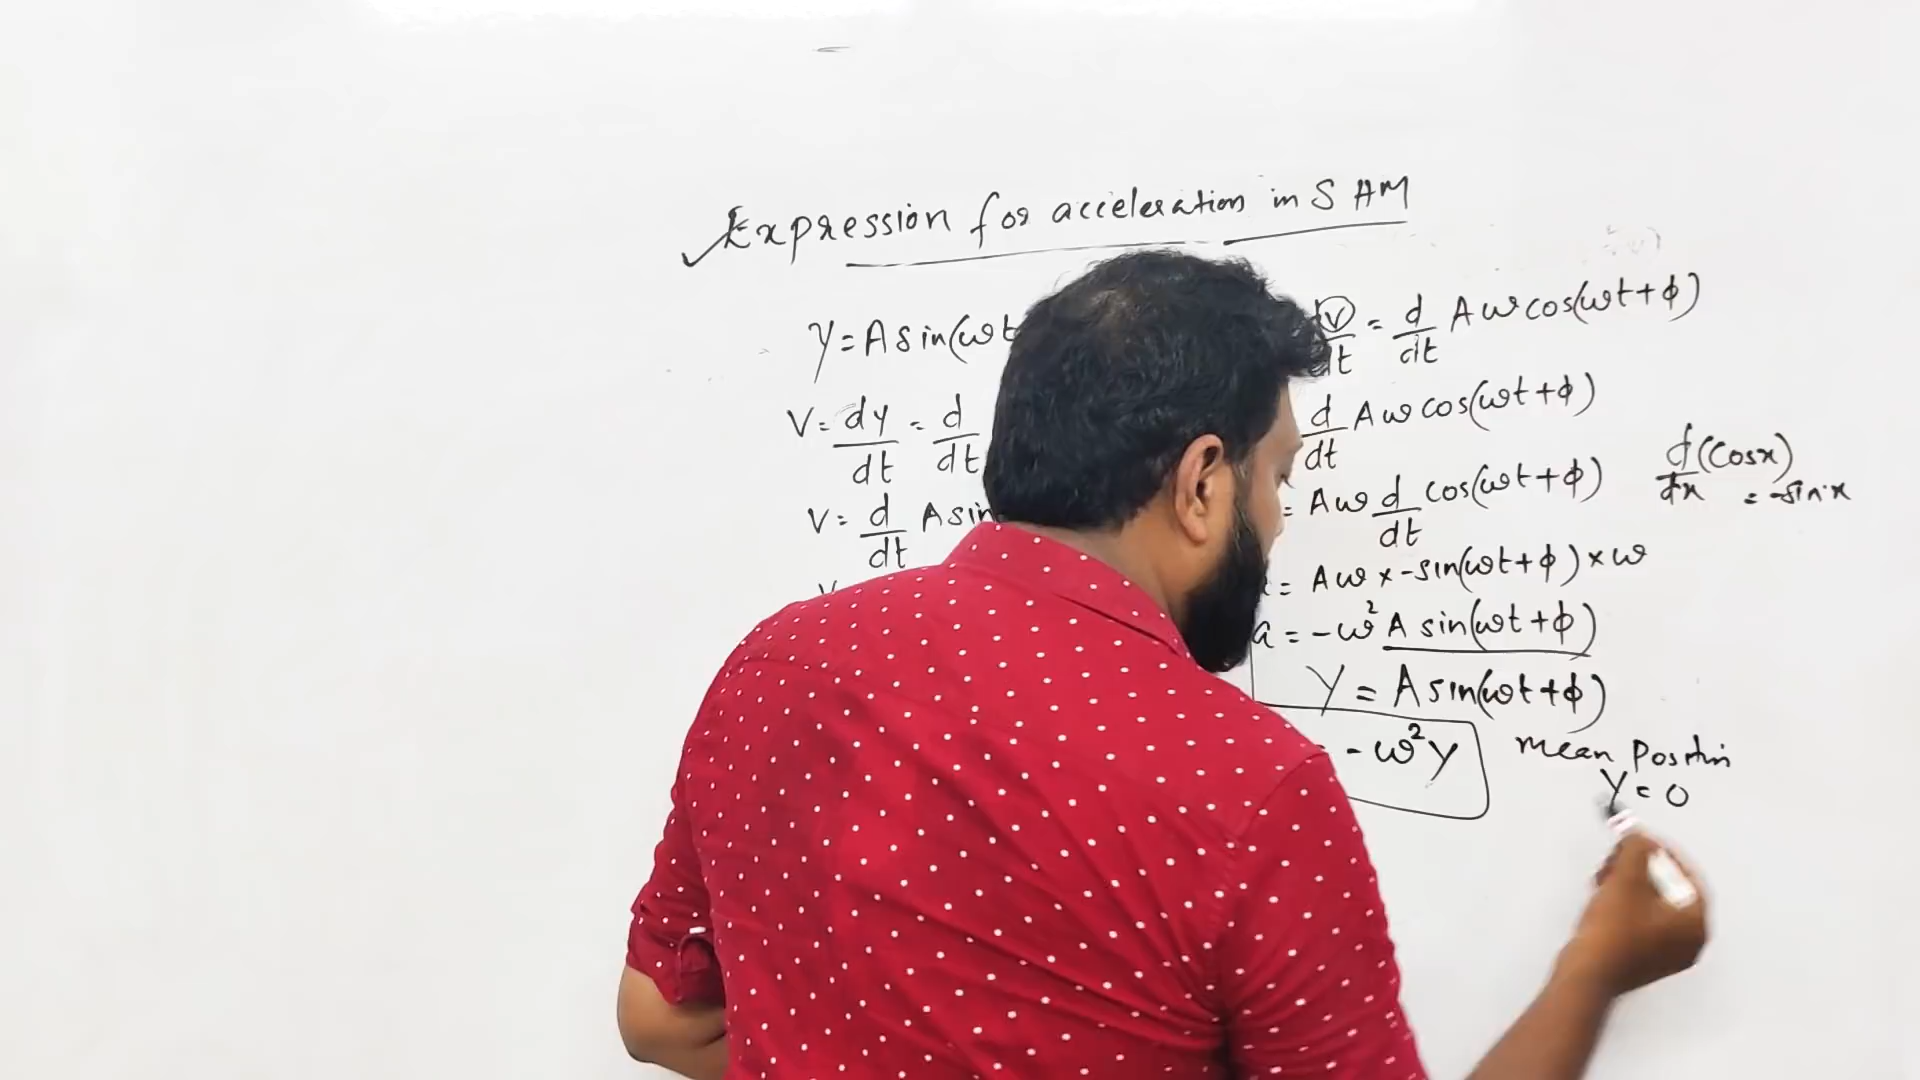 Expression for acceleration in SHM
y = A sin(ωt
V = dy/dt = d/dt
V = d/dt A sin
V
dv/dt = d/dt Aω cos(ωt+ϕ)
d/dt Aω cos(ωt+ϕ)
= Aω d/dt cos(ωt+ϕ)
d/dx (cosx)
= -sinx
= Aω x -sin(ωt+ϕ) x ω
a = -ω² A sin(ωt+ϕ)
Y = A sin(ωt+ϕ)
= -ω²y
mean Position
Y = 0